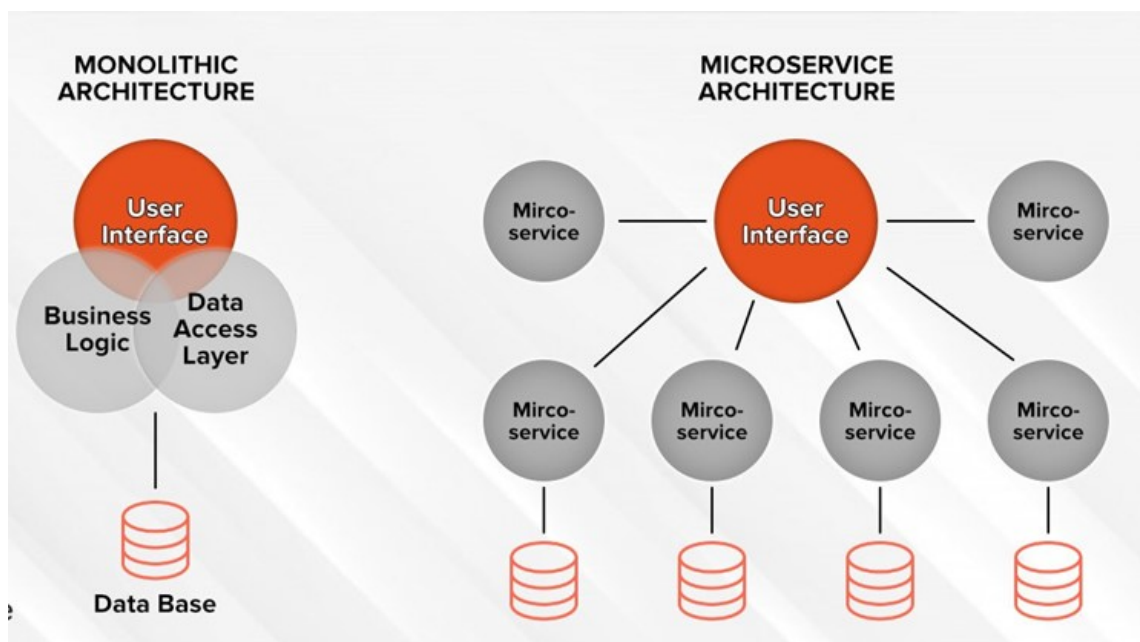 MONOLITHIC
ARCHITECTURE
User
Interface
Business
Logic
Data
Access
Layer
Data Base
MICROSERVICE
ARCHITECTURE
Mirco-
service
User
Interface
Mirco-
service
Mirco-
service
Mirco-
service
Mirco-
service
Mirco-
service